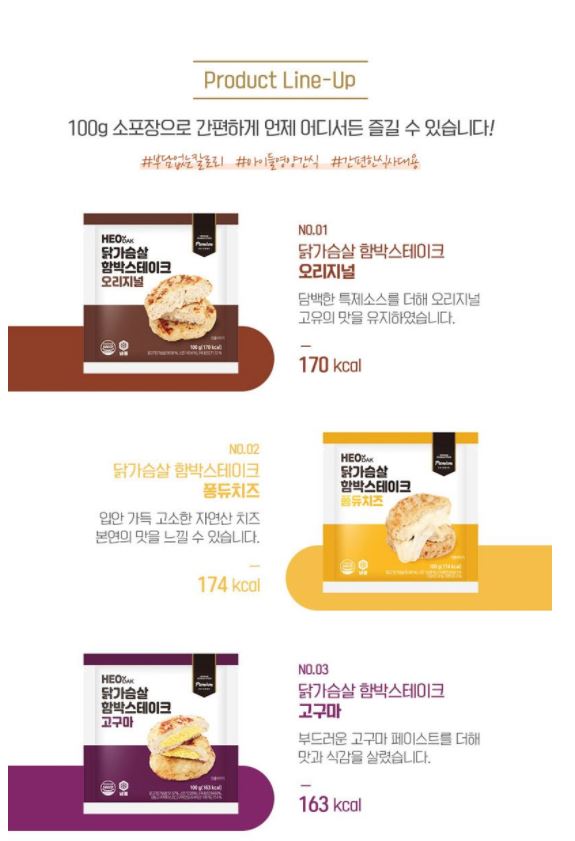 Product Line-Up
100g 소포장으로 간편하게 언제 어디서든 즐길 수 있습니다!
#부담없는칼로리 #아이들영양간식 #간편한식사대용
HEO닭
닭가슴살
함박스테이크
오리지널
Premium
100 g(170 kcal)
냉동
NO.01
닭가슴살 함박스테이크
오리지널
담백한 특제소스를 더해 오리지널
고유의 맛을 유지하였습니다.
170 kcal
NO.02
닭가슴살 함박스테이크
퐁듀치즈
입안 가득 고소한 자연산 치즈
본연의 맛을 느낄 수 있습니다.
174 kcal
닭가슴살
함박스테이크
퐁듀치즈
Premium
100 g(174 kcal)
냉동
닭가슴살
함박스테이크
고구마
Premium
100 g(163 kcal)
냉동
NO.03
닭가슴살 함박스테이크
고구마
부드러운 고구마 페이스트를 더해
맛과 식감을 살렸습니다.
163 kcal